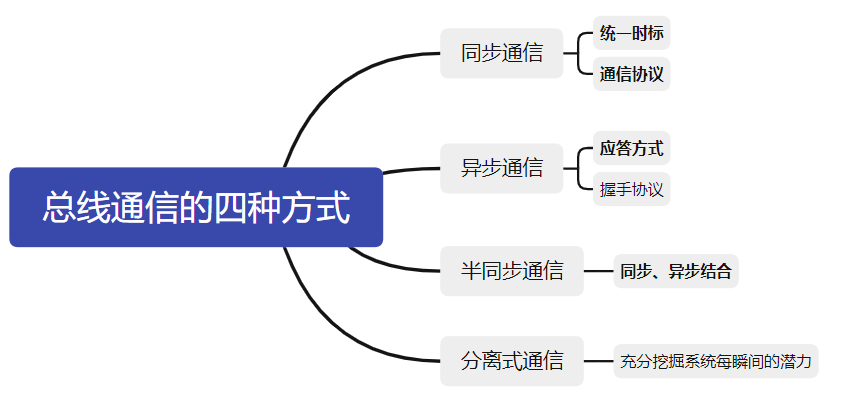 总线通信的四种方式
同步通信
统一时标
通信协议
异步通信
应答方式
握手协议
半同步通信
同步、异步结合
分离式通信
充分挖掘系统每瞬间的潜力